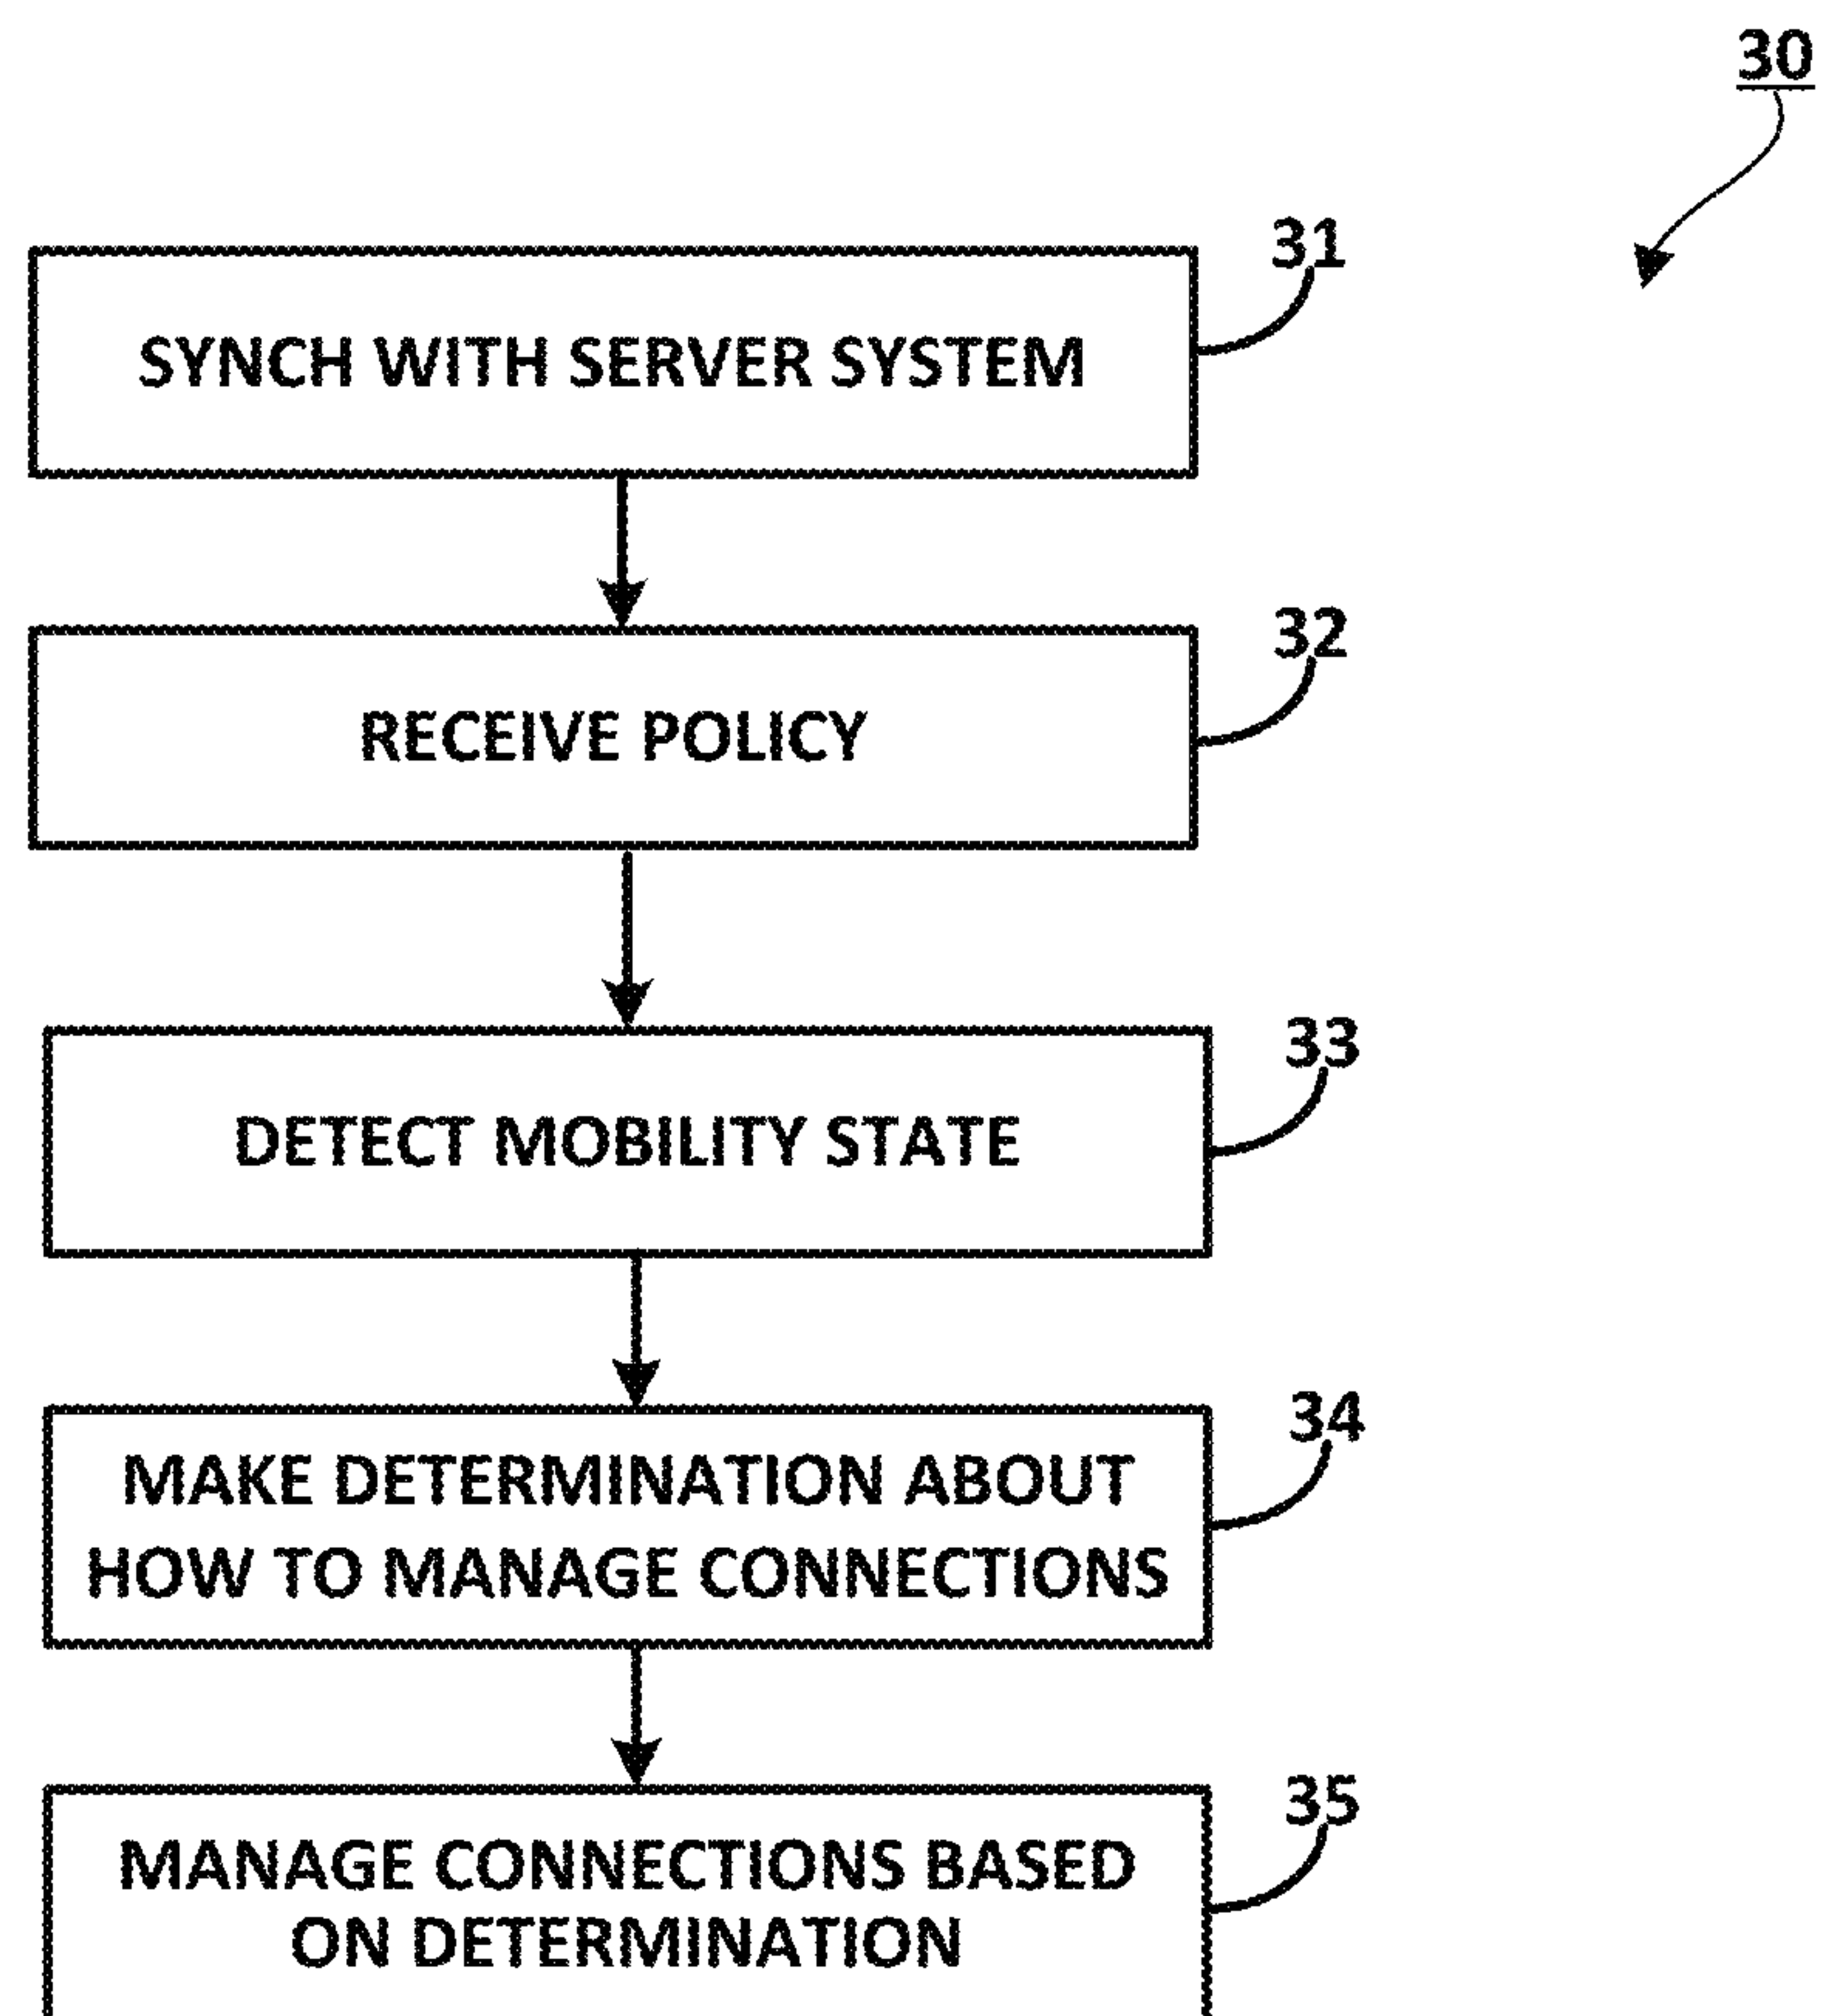 30
31
SYNCH WITH SERVER SYSTEM
32
RECEIVE POLICY
33
DETECT MOBILITY STATE
34
MAKE DETERMINATION ABOUT
HOW TO MANAGE CONNECTIONS
35
MANAGE CONNECTIONS BASED
ON DETERMINATION